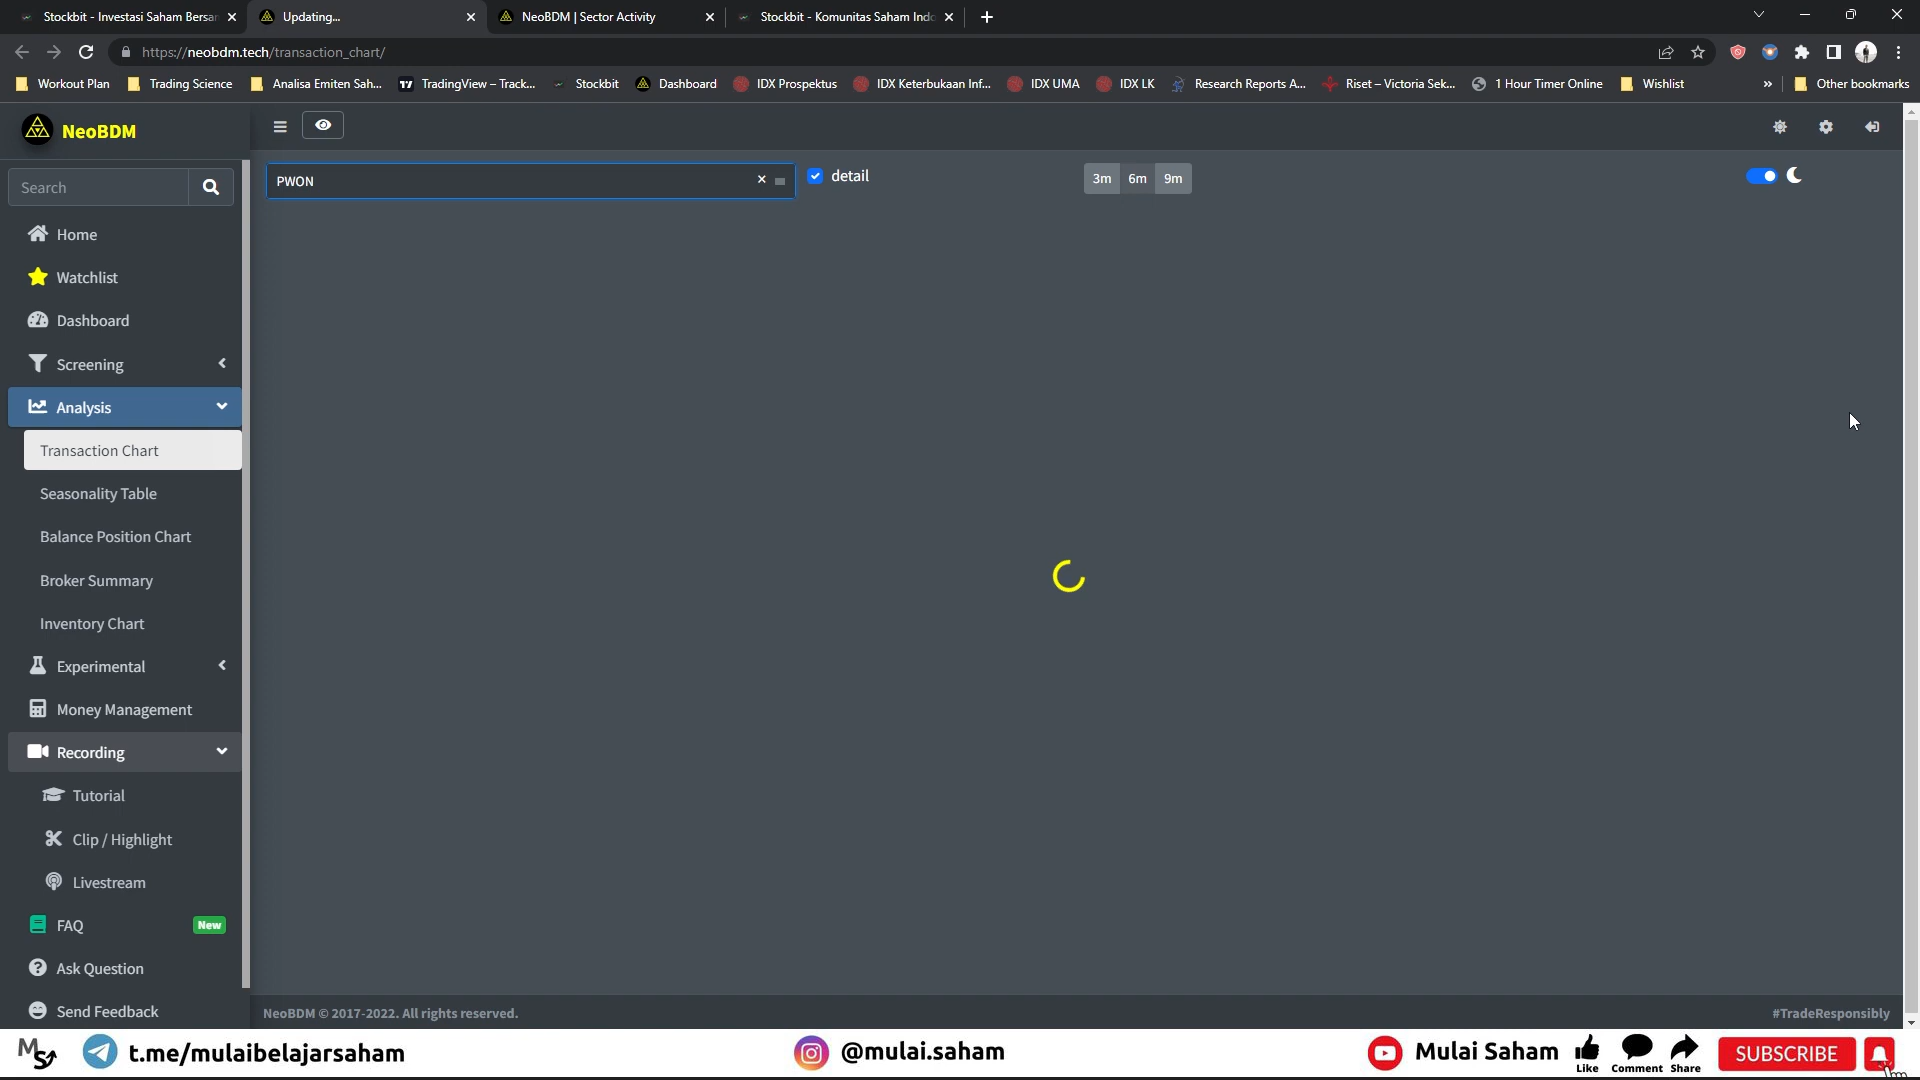 Stockbit - Investasi Saham Bersar
Updating...
NeoBDM | Sector Activity
Stockbit - Komunitas Saham Indo
https://neobdm.tech/transaction_chart/
Workout Plan
Trading Science
Analisa Emiten Sah...
TradingView – Track...
Stockbit
Dashboard
IDX Prospektus
IDX Keterbukaan Inf...
IDX UMA
IDX LK
Research Reports A...
Riset – Victoria Sek...
1 Hour Timer Online
Wishlist
»
Other bookmarks
NeoBDM
PWON
detail
3m
6m
9m
Search
Home
Watchlist
Dashboard
Screening
Analysis
Transaction Chart
Seasonality Table
Balance Position Chart
Broker Summary
Inventory Chart
Experimental
Money Management
Recording
Tutorial
Clip / Highlight
Livestream
FAQ
New
Ask Question
Send Feedback
NeoBDM © 2017-2022. All rights reserved.
#TradeResponsibly
t.me/mulaibelajarsaham
@mulai.saham
Mulai Saham
Like
Comment
Share
SUBSCRIBE